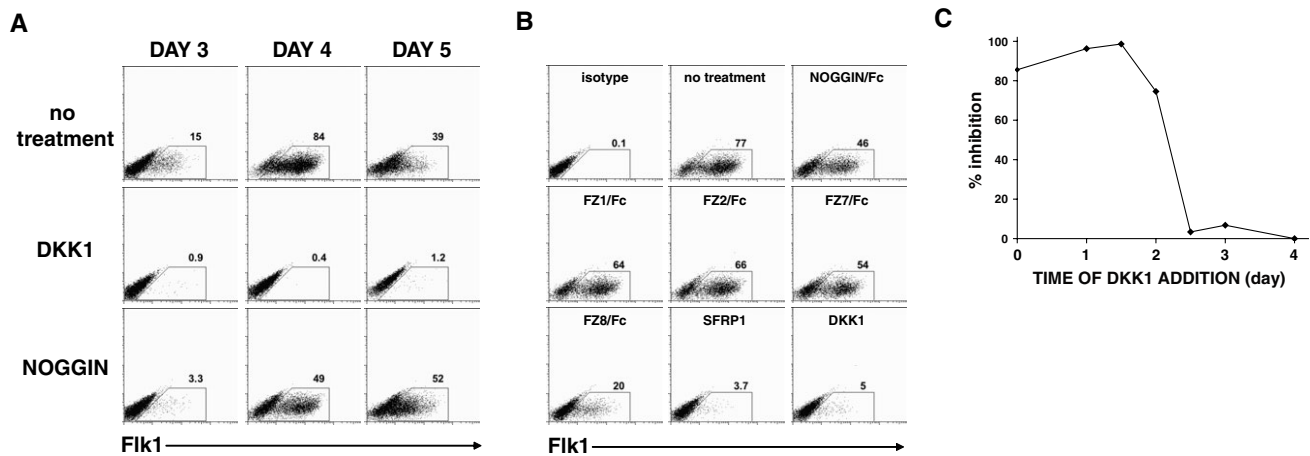 A
DAY 3 DAY 4 DAY 5
no treatment
15 84 39
DKK1
0.9 0.4 1.2
NOGGIN
3.3 49 52
Flk1
B
isotype no treatment NOGGIN/Fc
0.1 77 46
FZ1/Fc FZ2/Fc FZ7/Fc
64 66 54
FZ8/Fc SFRP1 DKK1
20 3.7 5
Flk1
C
% inhibition
100
80
60
40
20
0
0 1 2 3 4
TIME OF DKK1 ADDITION (day)